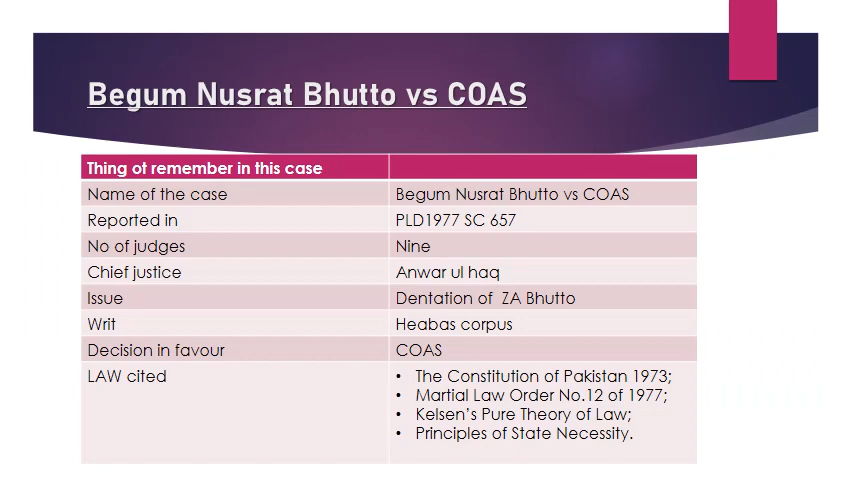 Begum Nusrat Bhutto vs COAS
Thing ot remember in this case
Name of the case Begum Nusrat Bhutto vs COAS
Reported in PLD1977 SC 657
No of judges Nine
Chief justice Anwar ul haq
Issue Dentation of ZA Bhutto
Writ Heabas corpus
Decision in favour COAS
LAW cited • The Constitution of Pakistan 1973;
• Martial Law Order No.12 of 1977;
• Kelsen’s Pure Theory of Law;
• Principles of State Necessity.